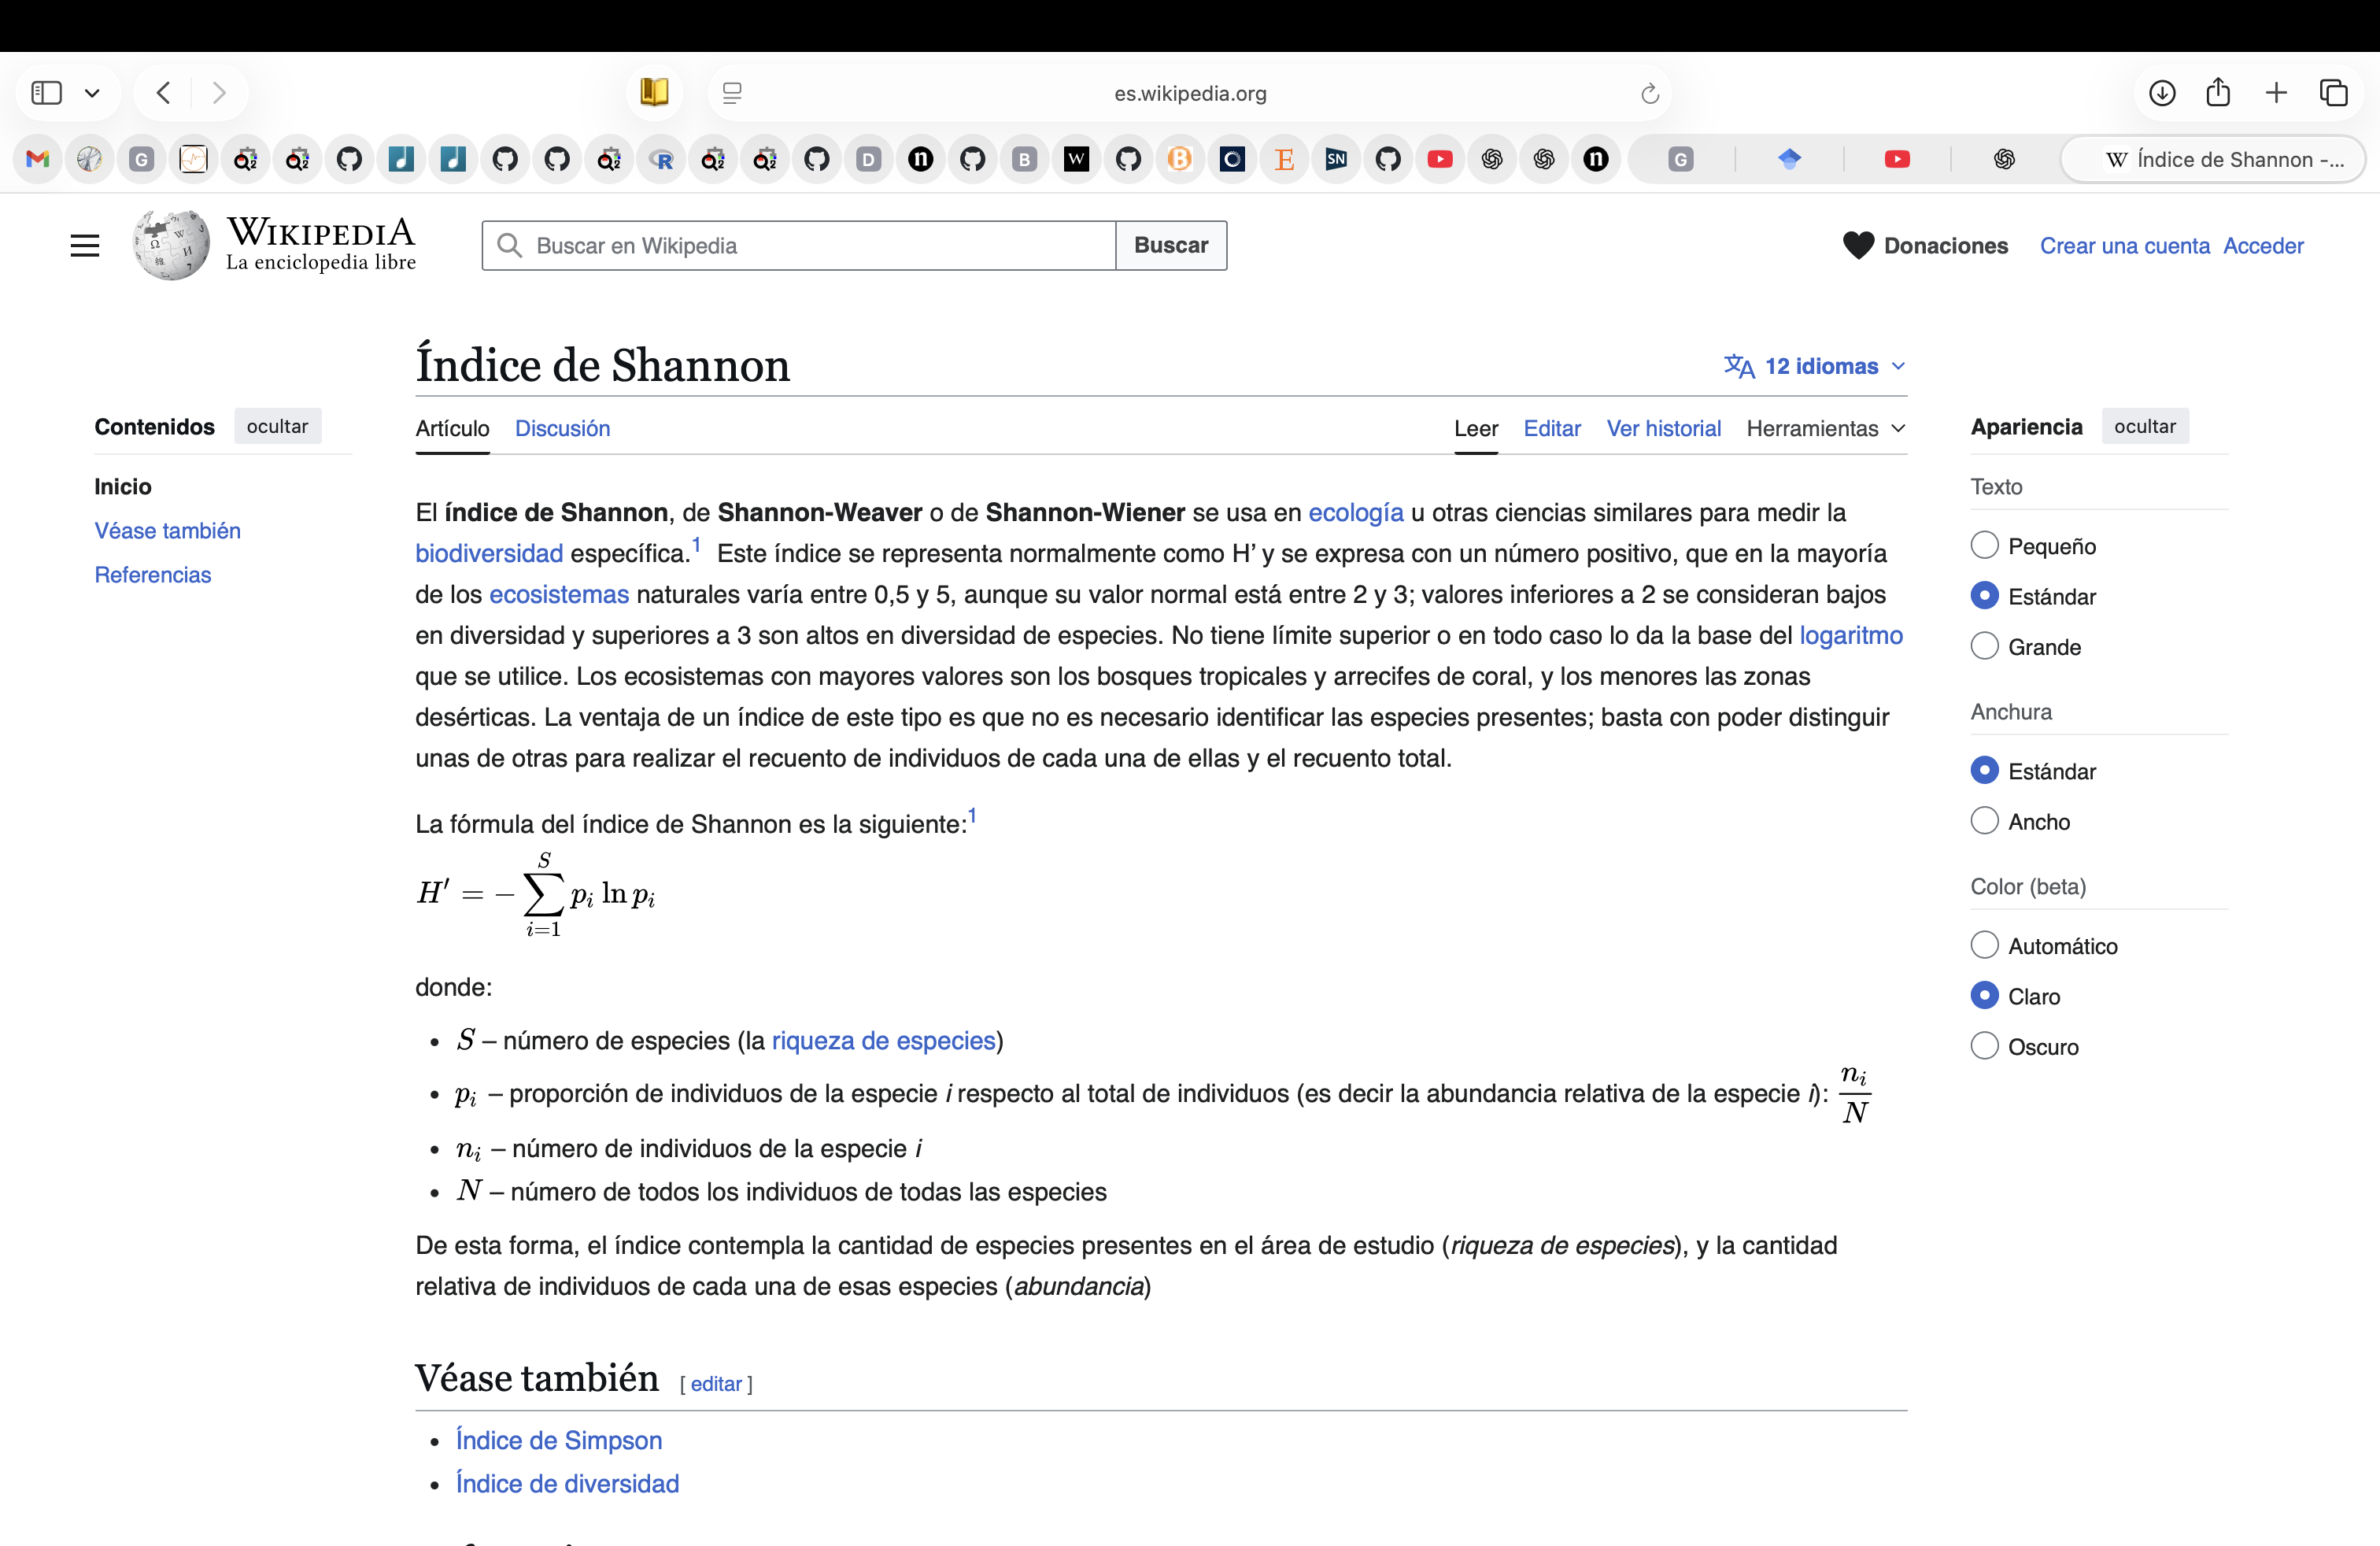 es.wikipedia.org
G
Q2
Q2
Q2
R
Q2
Q2
D
n
B
W
B
E
SN
n
G
W Índice de Shannon -...
WIKIPEDIA
La enciclopedia libre
Buscar en Wikipedia
Buscar
Donaciones
Crear una cuenta
Acceder
Índice de Shannon
12 idiomas
Contenidos
ocultar
Artículo
Discusión
Leer
Editar
Ver historial
Herramientas
Apariencia
ocultar
Inicio
Véase también
Referencias
El índice de Shannon, de Shannon-Weaver o de Shannon-Wiener se usa en ecología u otras ciencias similares para medir la
biodiversidad específica.1 Este índice se representa normalmente como H’ y se expresa con un número positivo, que en la mayoría
de los ecosistemas naturales varía entre 0,5 y 5, aunque su valor normal está entre 2 y 3; valores inferiores a 2 se consideran bajos
en diversidad y superiores a 3 son altos en diversidad de especies. No tiene límite superior o en todo caso lo da la base del logaritmo
que se utilice. Los ecosistemas con mayores valores son los bosques tropicales y arrecifes de coral, y los menores las zonas
desérticas. La ventaja de un índice de este tipo es que no es necesario identificar las especies presentes; basta con poder distinguir
unas de otras para realizar el recuento de individuos de cada una de ellas y el recuento total.
La fórmula del índice de Shannon es la siguiente:1
H′ = − ∑ S i=1 pi ln pi
donde:
• S – número de especies (la riqueza de especies)
• pi – proporción de individuos de la especie i respecto al total de individuos (es decir la abundancia relativa de la especie i): ni/N
• ni – número de individuos de la especie i
• N – número de todos los individuos de todas las especies
De esta forma, el índice contempla la cantidad de especies presentes en el área de estudio (riqueza de especies), y la cantidad
relativa de individuos de cada una de esas especies (abundancia)
Véase también [ editar ]
• Índice de Simpson
• Índice de diversidad
Texto
Pequeño
Estándar
Grande
Anchura
Estándar
Ancho
Color (beta)
Automático
Claro
Oscuro